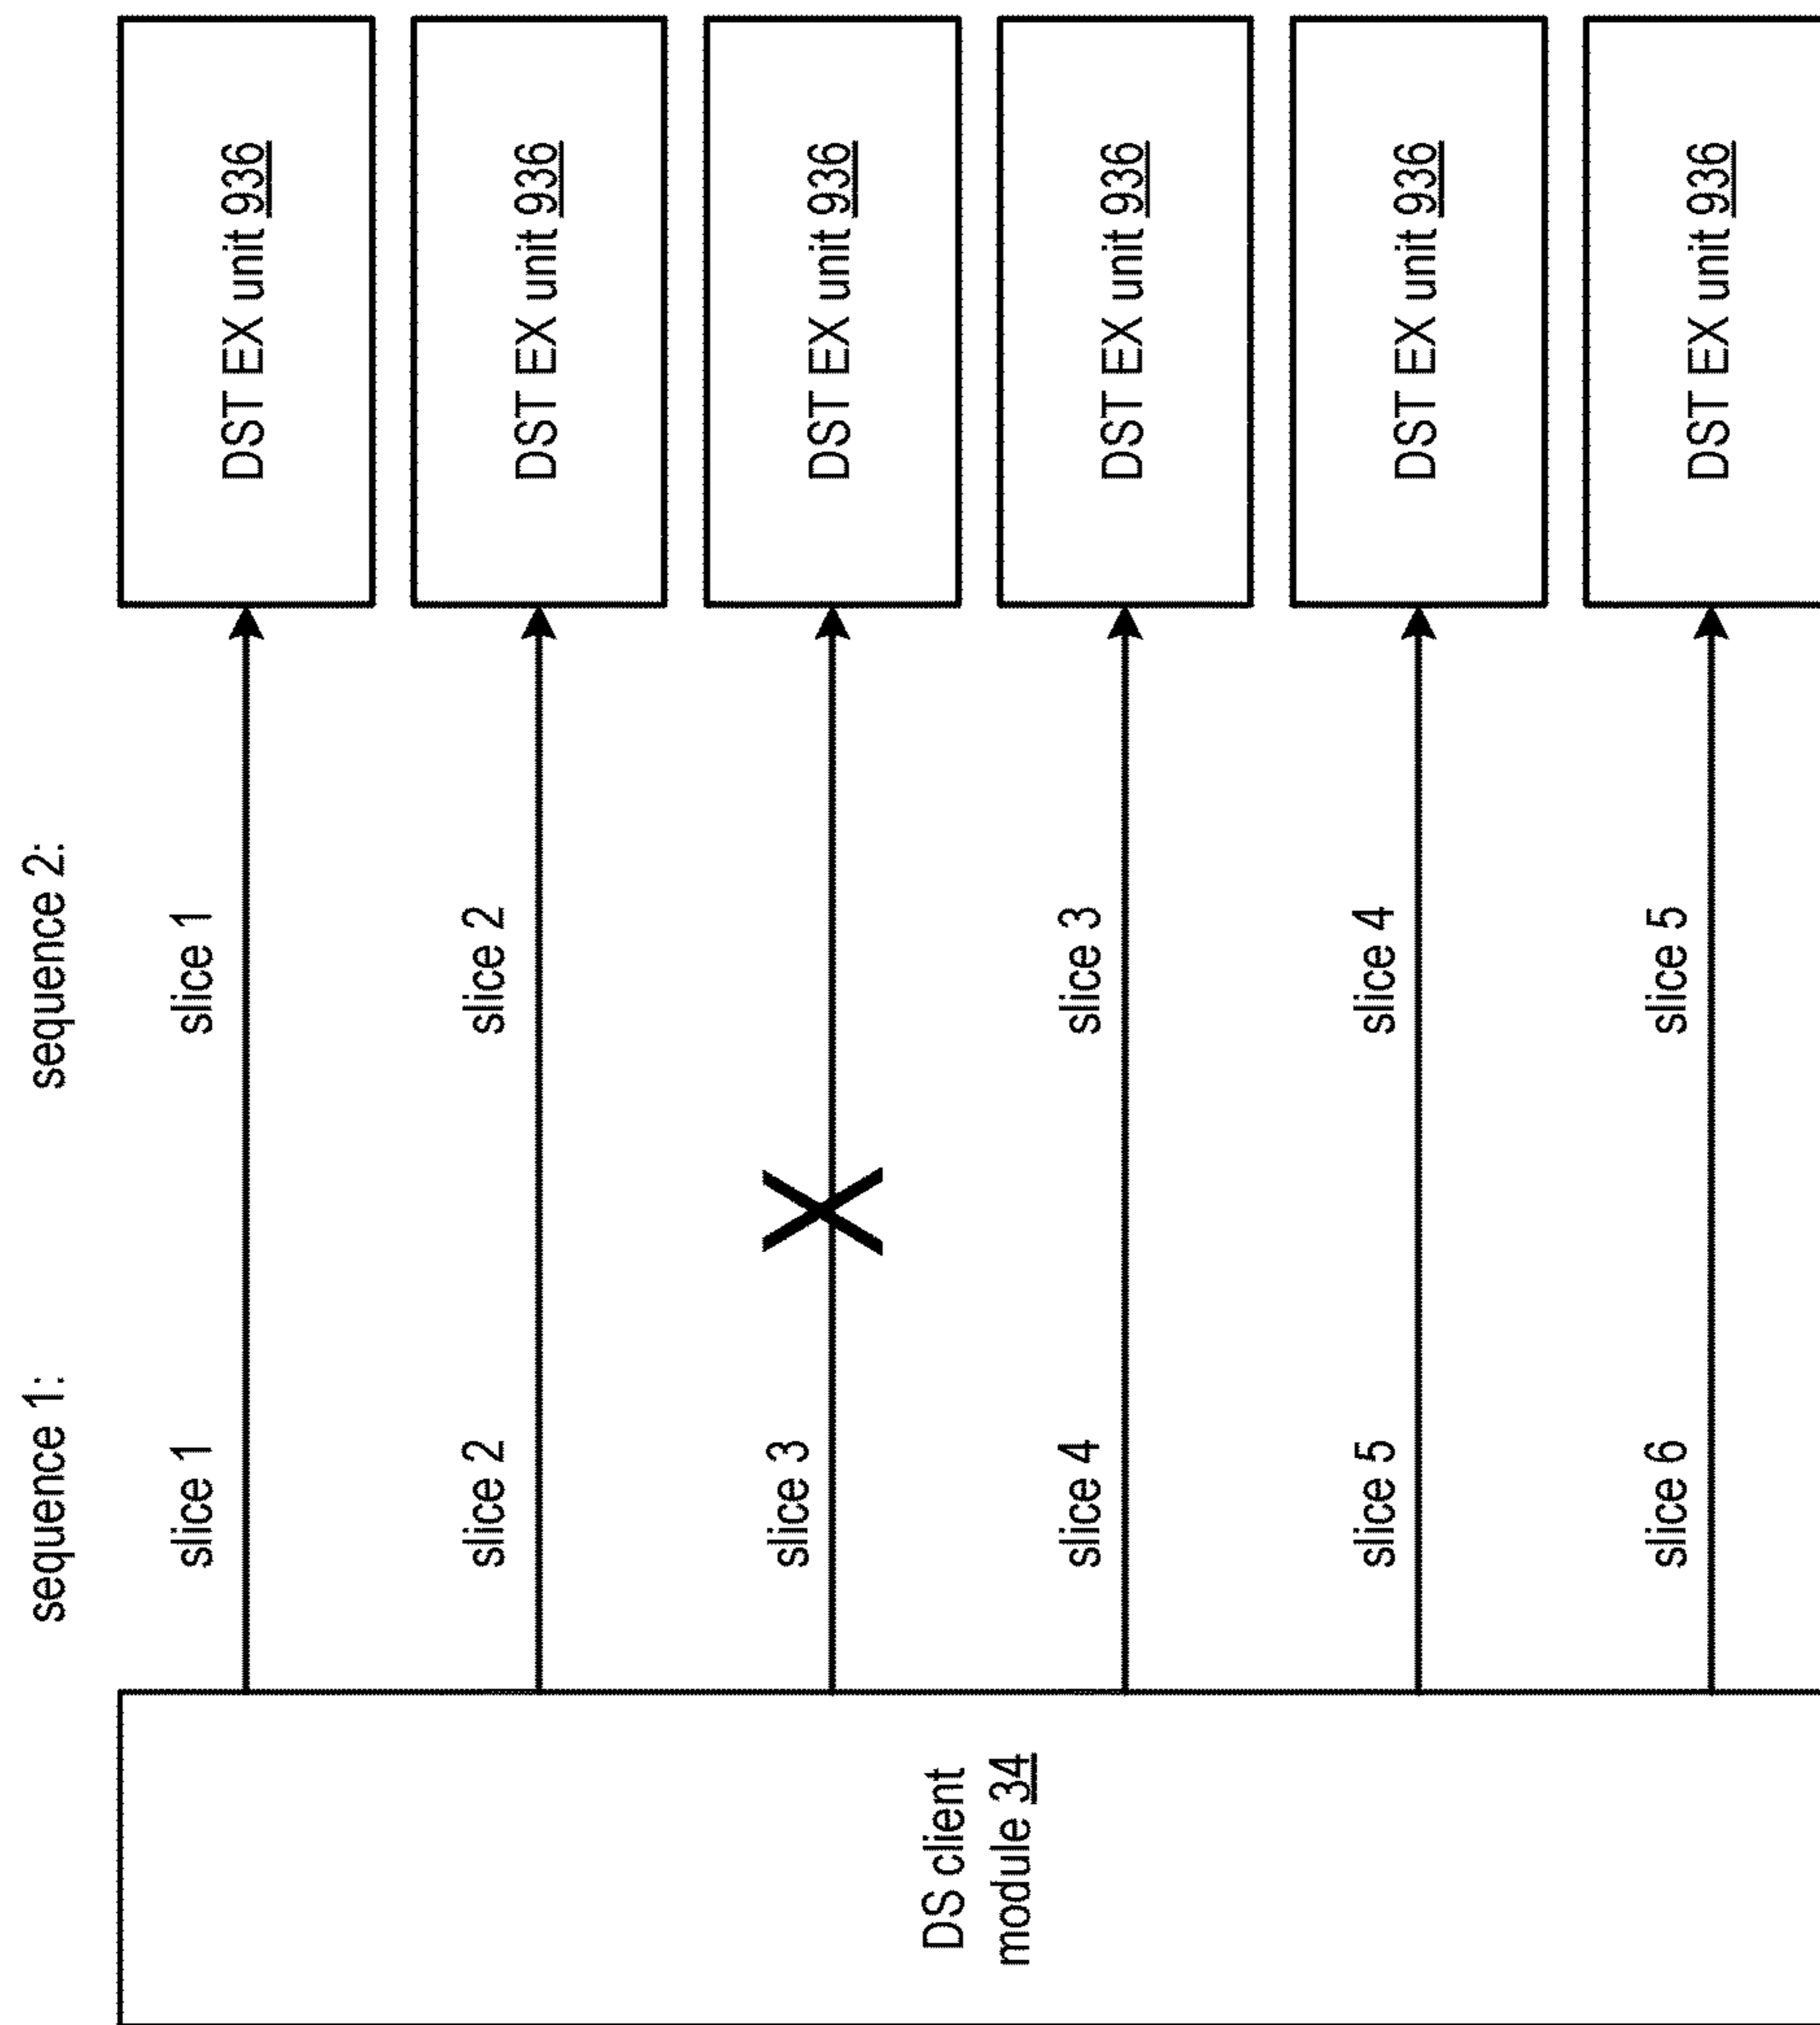 sequence 1:
sequence 2:
slice 1
slice 1
DST EX unit 936
slice 2
slice 2
DST EX unit 936
slice 3
DST EX unit 936
DS client
module 34
slice 4
slice 3
DST EX unit 936
slice 5
slice 4
DST EX unit 936
slice 6
slice 5
DST EX unit 936